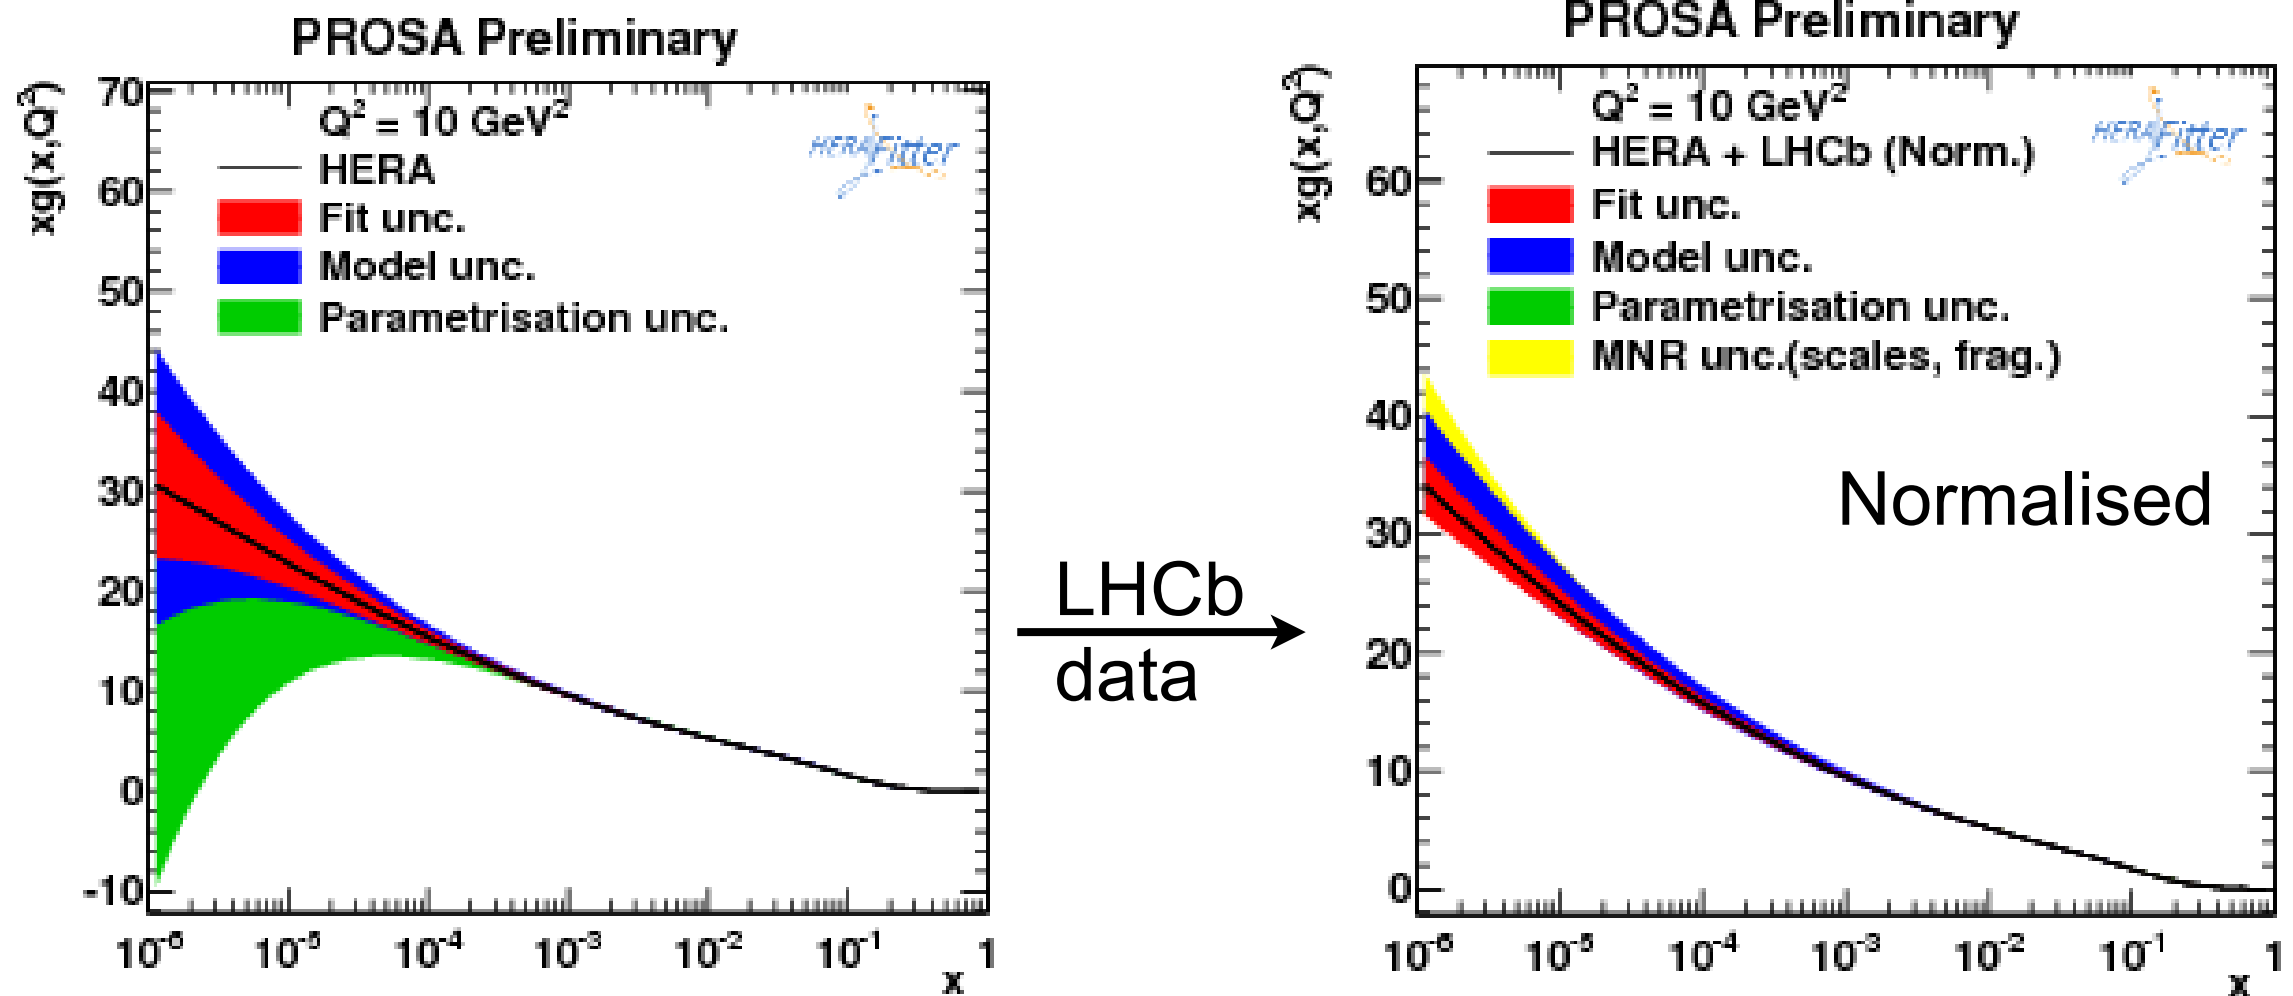 PROSA Preliminary
xg(x,Q²)
Q² = 10 GeV²
HERA
Fit unc.
Model unc.
Parametrisation unc.
HERAFitter
70
60
50
40
30
20
10
0
-10
10⁻⁶ 10⁻⁵ 10⁻⁴ 10⁻³ 10⁻² 10⁻¹ 1
x
LHCb
data
PROSA Preliminary
xg(x,Q²)
Q² = 10 GeV²
HERA + LHCb (Norm.)
Fit unc.
Model unc.
Parametrisation unc.
MNR unc.(scales, frag.)
HERAFitter
Normalised
60
50
40
30
20
10
0
10⁻⁶ 10⁻⁵ 10⁻⁴ 10⁻³ 10⁻² 10⁻¹ 1
x